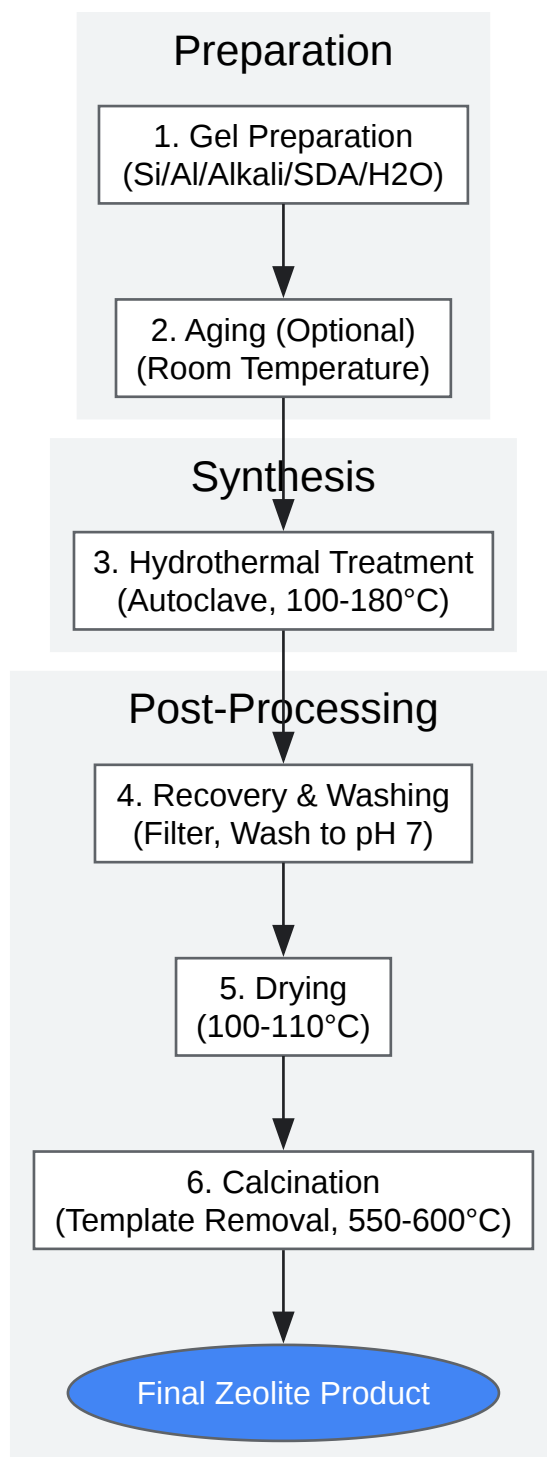 Preparation
1. Gel Preparation
(Si/Al/Alkali/SDA/H2O)
2. Aging (Optional)
(Room Temperature)
Synthesis
3. Hydrothermal Treatment
(Autoclave, 100-180°C)
Post-Processing
4. Recovery & Washing
(Filter, Wash to pH 7)
5. Drying
(100-110°C)
6. Calcination
(Template Removal, 550-600°C)
Final Zeolite Product